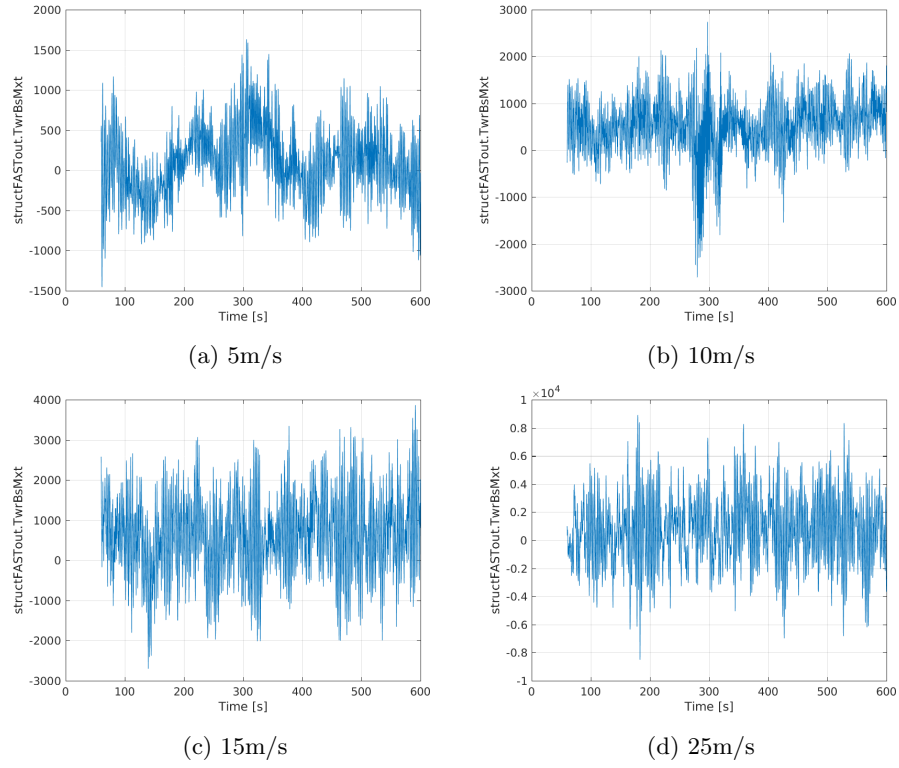 2000
1500
1000
500
0
-500
-1000
-1500
structFASTout.TwrBsMxt
0 100 200 300 400 500 600
Time [s]
(a) 5m/s
3000
2000
1000
0
-1000
-2000
-3000
structFASTout.TwrBsMxt
0 100 200 300 400 500 600
Time [s]
(b) 10m/s
4000
3000
2000
1000
0
-1000
-2000
-3000
structFASTout.TwrBsMxt
0 100 200 300 400 500 600
Time [s]
(c) 15m/s
×10⁴
1
0.8
0.6
0.4
0.2
0
-0.2
-0.4
-0.6
-0.8
-1
structFASTout.TwrBsMxt
0 100 200 300 400 500 600
Time [s]
(d) 25m/s